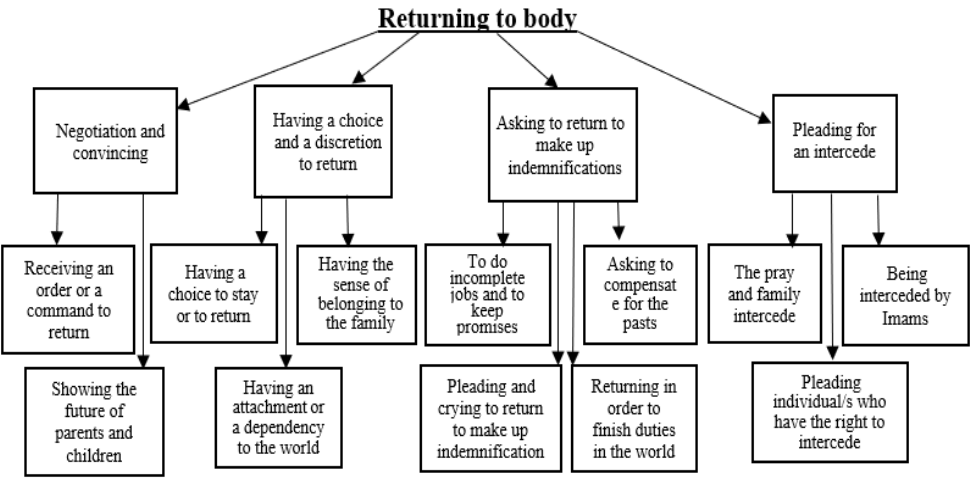 Returning to body
Negotiation and
convincing
Having a choice
and a discretion
to return
Asking to return to
make up
indemnifications
Pleading for
an intercede
Receiving an
order or a
command to
return
Having a
choice to stay
or to return
Having the
sense of
belonging to
the family
To do
incomplete
jobs and to
keep
promises
Asking to
compensat
e for the
pasts
The pray
and family
intercede
Being
interceded by
Imams
Showing the
future of
parents and
children
Having an
attachment or
a dependency
to the world
Pleading and
crying to return
to make up
indemnification
Returning in
order to
finish duties
in the world
Pleading
individual/s who
have the right to
intercede